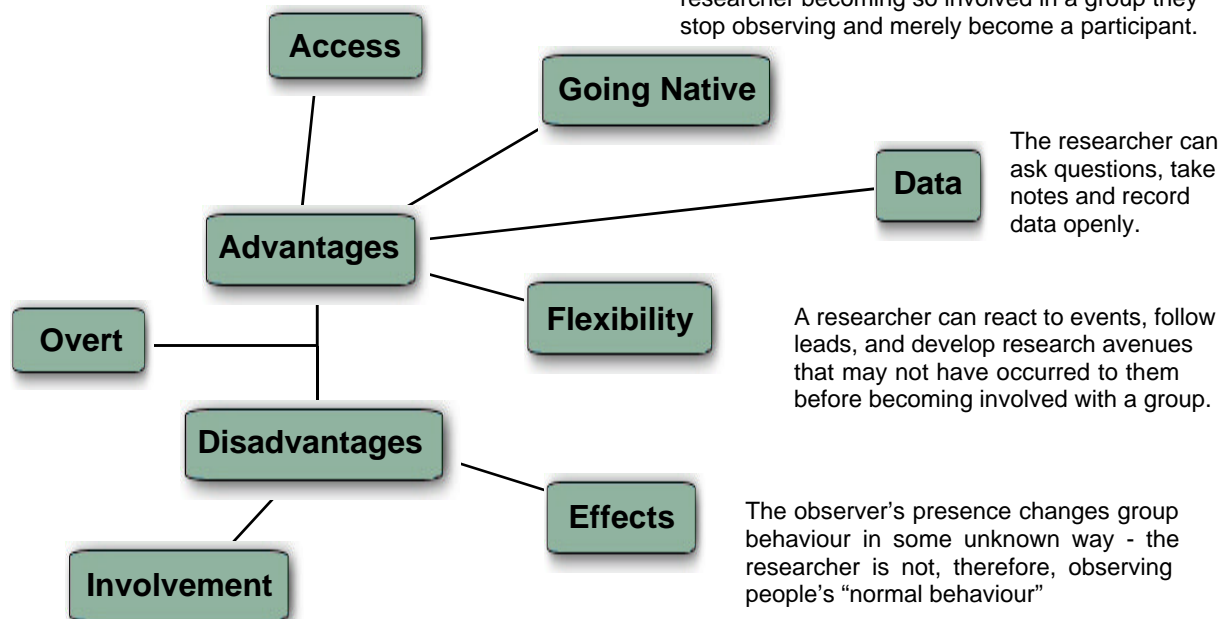 researcher becoming so involved in a group they
stop observing and merely become a participant.
Access
Going Native
Data
The researcher can
ask questions, take
notes and record
data openly.
Advantages
Flexibility
A researcher can react to events, follow
leads, and develop research avenues
that may not have occurred to them
before becoming involved with a group.
Overt
Disadvantages
Effects
The observer’s presence changes group
behaviour in some unknown way - the
researcher is not, therefore, observing
people’s “normal behaviour”
Involvement